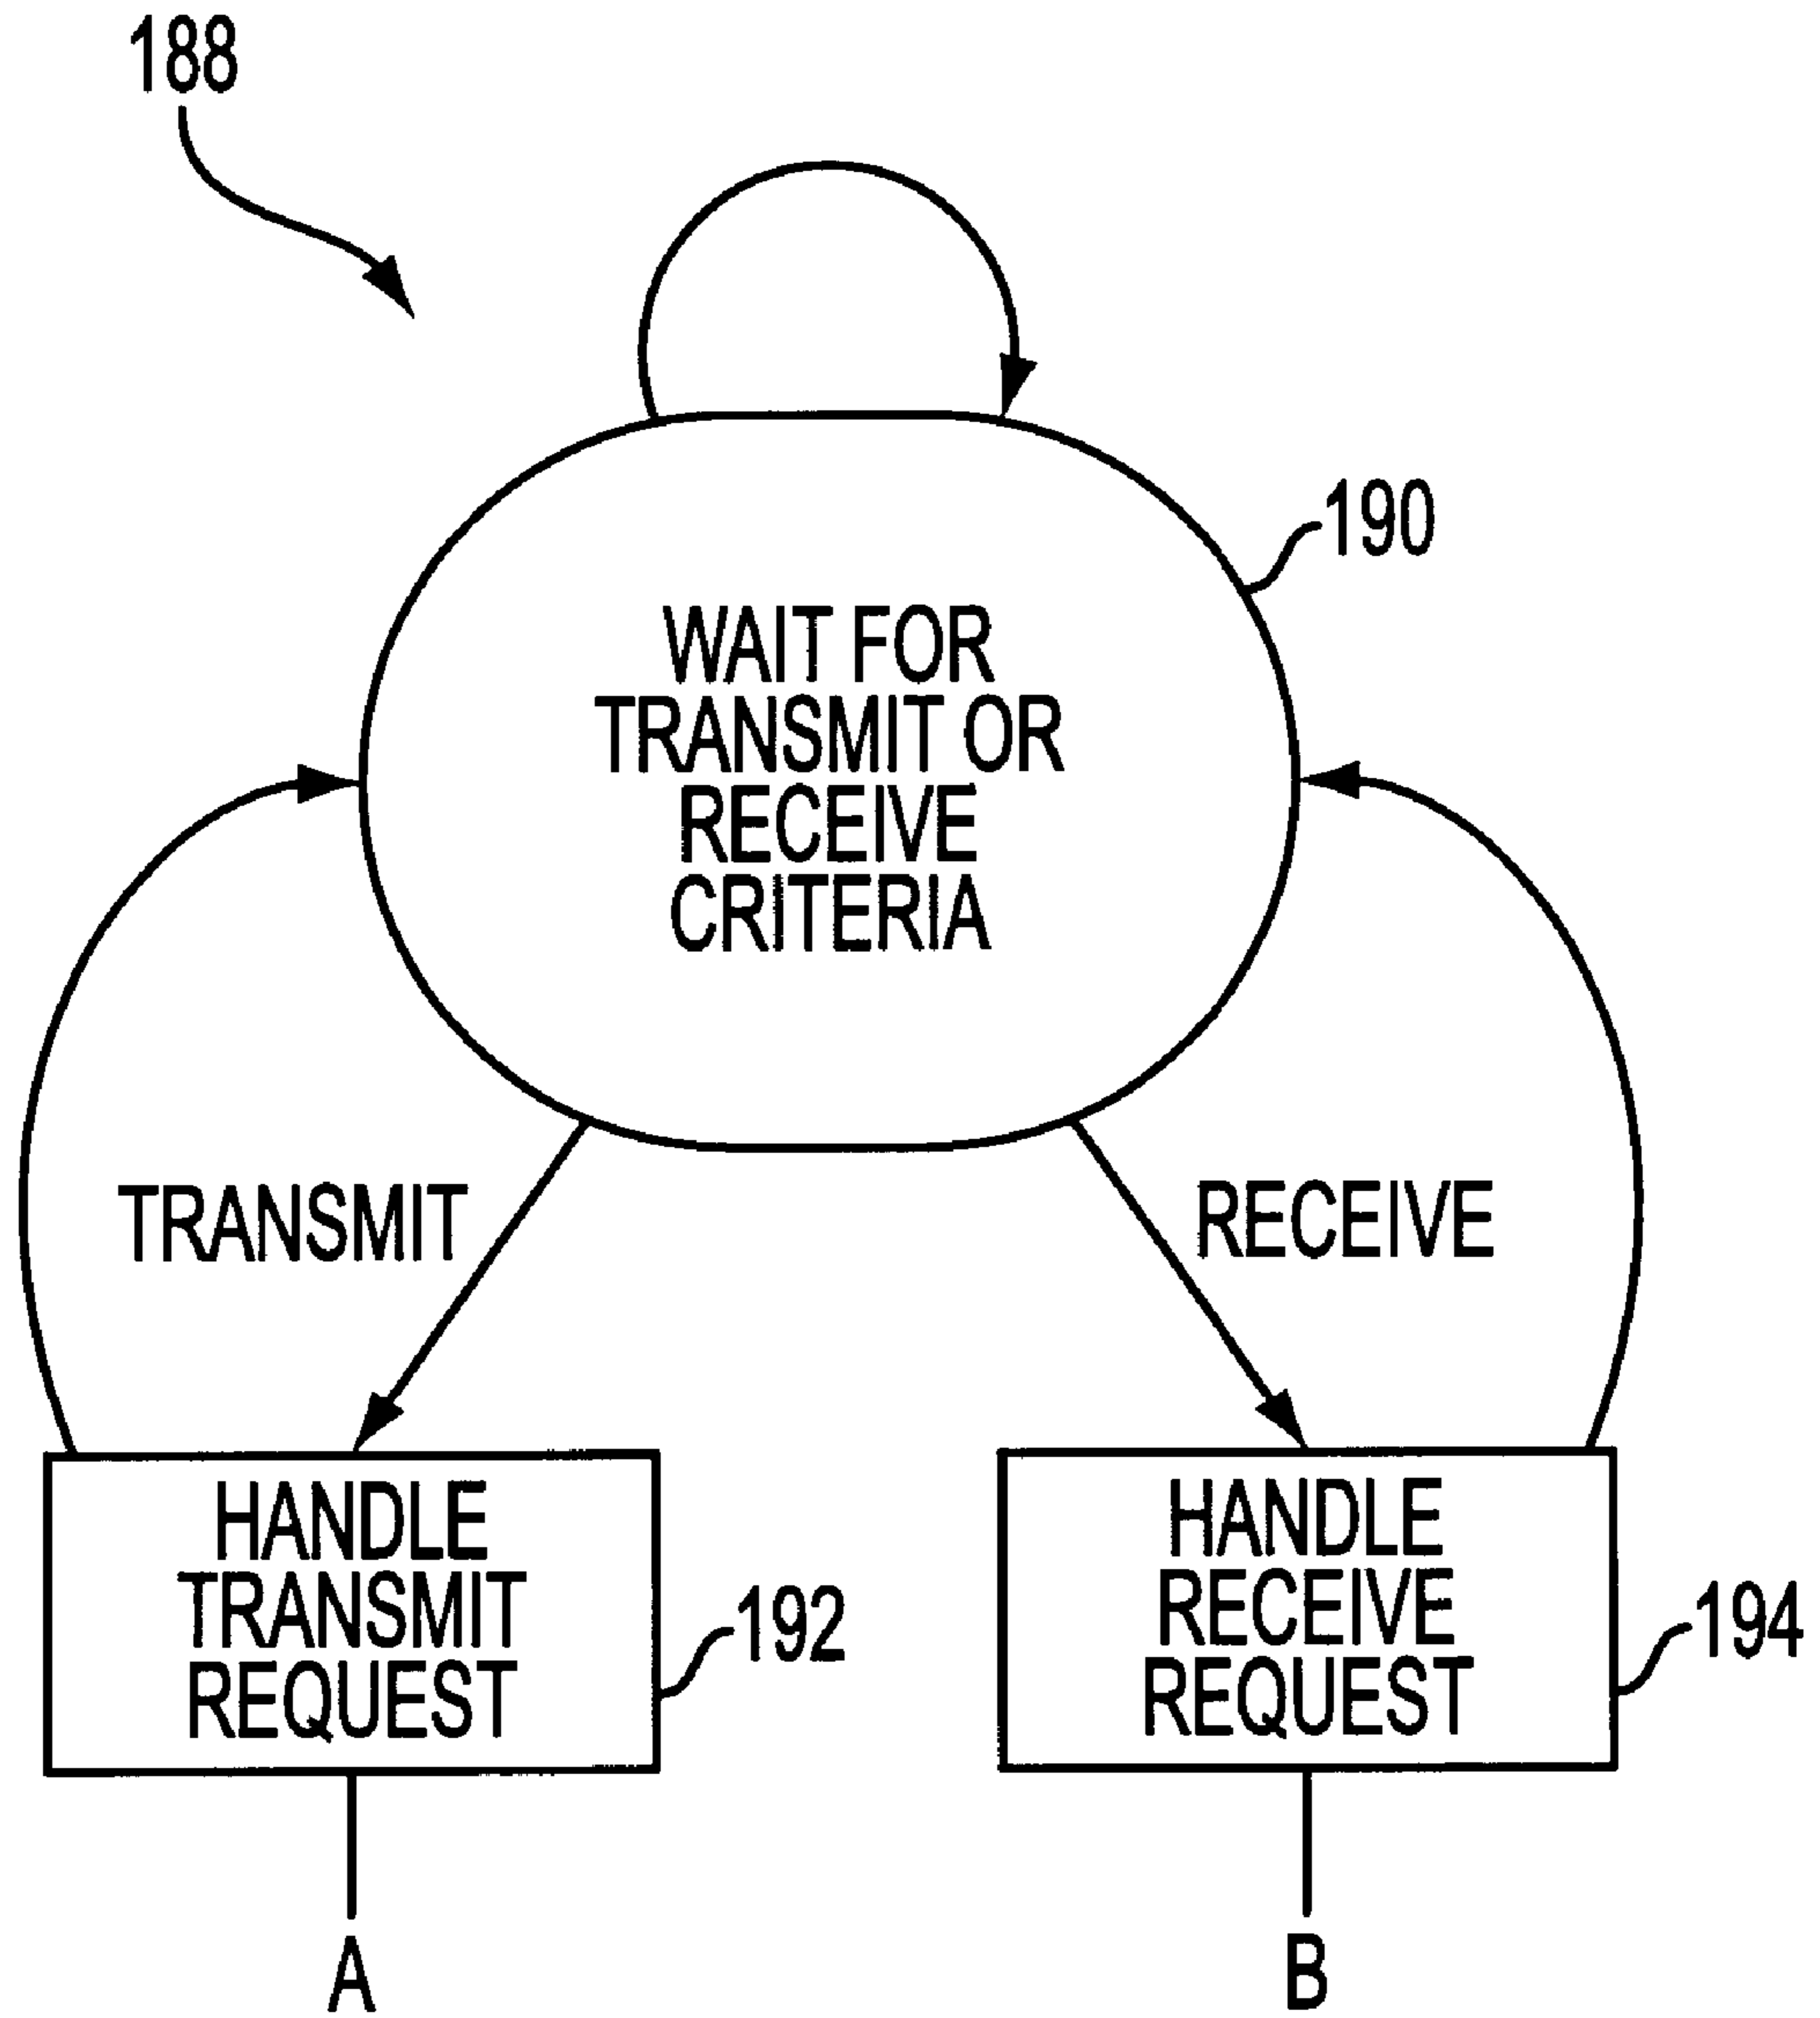 188
190
WAIT FOR
TRANSMIT OR
RECEIVE
CRITERIA
TRANSMIT
RECEIVE
HANDLE
TRANSMIT
REQUEST
192
HANDLE
RECEIVE
REQUEST
194
A
B